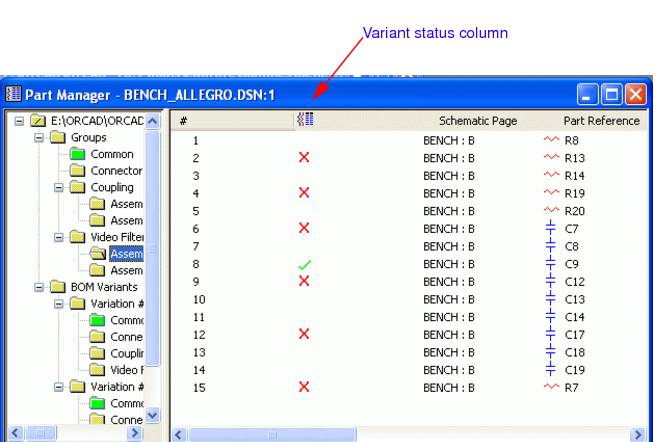 Variant status column
Part Manager - BENCH_ALLEGRO.DSN:1
E:\ORCAD\ORCAD
Groups
Common
Connector
Coupling
Assem
Assem
Video Filte
Assem
Assem
BOM Variants
Variation #
Commo
Conne
Couplin
Video F
Variation #
Commo
Conne
# Schematic Page Part Reference
1 BENCH : B R8
2 BENCH : B R13
3 BENCH : B R14
4 BENCH : B R19
5 BENCH : B R20
6 BENCH : B C7
7 BENCH : B C8
8 BENCH : B C9
9 BENCH : B C12
10 BENCH : B C13
11 BENCH : B C14
12 BENCH : B C17
13 BENCH : B C18
14 BENCH : B C19
15 BENCH : B R7